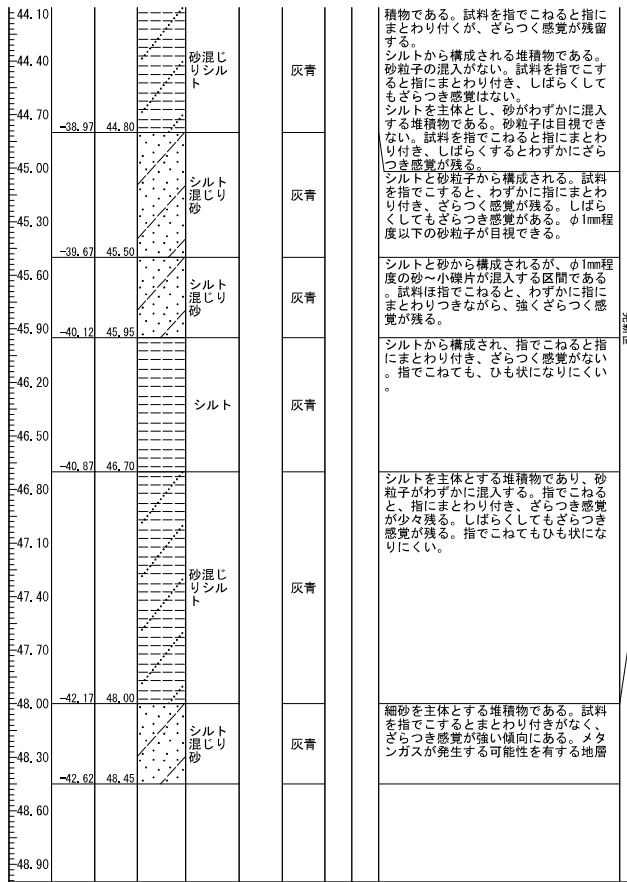 44.10
44.40
44.70
45.00
45.30
45.60
45.90
46.20
46.50
46.80
47.10
47.40
47.70
48.00
48.30
48.60
48.90
-38.97 44.80
-39.67 45.50
-40.12 45.95
-40.87 46.70
-42.17 48.00
-42.62 48.45
砂混じ
りシル
ト
灰青
積物である。試料を指でこねると指に
まとわり付くが、ざらつく感覚が残留
する。
シルトから構成される堆積物である。
砂粒子の混入がない。試料を指でこす
ると指にまとわり付き、しばらくして
もざらつき感覚はない。
シルトを主体とし、砂がわずかに混入
する堆積物である。砂粒子は目視でき
ない。試料を指でこねると指にまとわ
り付き、しばらくするとわずかにざら
つき感覚が残る。
シルト
混じり
砂
灰青
シルトと砂粒子から構成される。試料
を指でこすると、わずかに指にまとわ
り付き、ざらつく感覚が残る。しばら
くしてもざらつき感覚がある。φ1mm程
度以下の砂粒子が目視できる。
シルト
混じり
砂
灰青
シルトと砂から構成されるが、φ1mm程
度の砂～小礫片が混入する区間である
。試料ほ指でこねると、わずかに指に
まとわりつきながら、強くざらつく感
覚が残る。
シルト
灰青
シルトから構成され、指でこねると指
にまとわり付き、ざらつく感覚がない
。指でこねても、ひも状になりにくい
。
砂混じ
りシル
ト
灰青
シルトを主体とする堆積物であり、砂
粒子がわずかに混入する。指でこねる
と、指にまとわり付き、ざらつき感覚
が少々残る。しばらくしてもざらつき
感覚が残る。指でこねてもひも状にな
りにくい。
シルト
混じり
砂
灰青
細砂を主体とする堆積物である。試料
を指でこするとまとわり付きがなく、
ざらつき感覚が強い傾向にある。メタ
ンガスが発生する可能性を有する地層